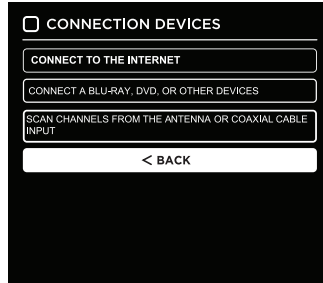 CONNECTION DEVICES
CONNECT TO THE INTERNET
CONNECT A BLU-RAY, DVD, OR OTHER DEVICES
SCAN CHANNELS FROM THE ANTENNA OR COAXIAL CABLE
INPUT
< BACK